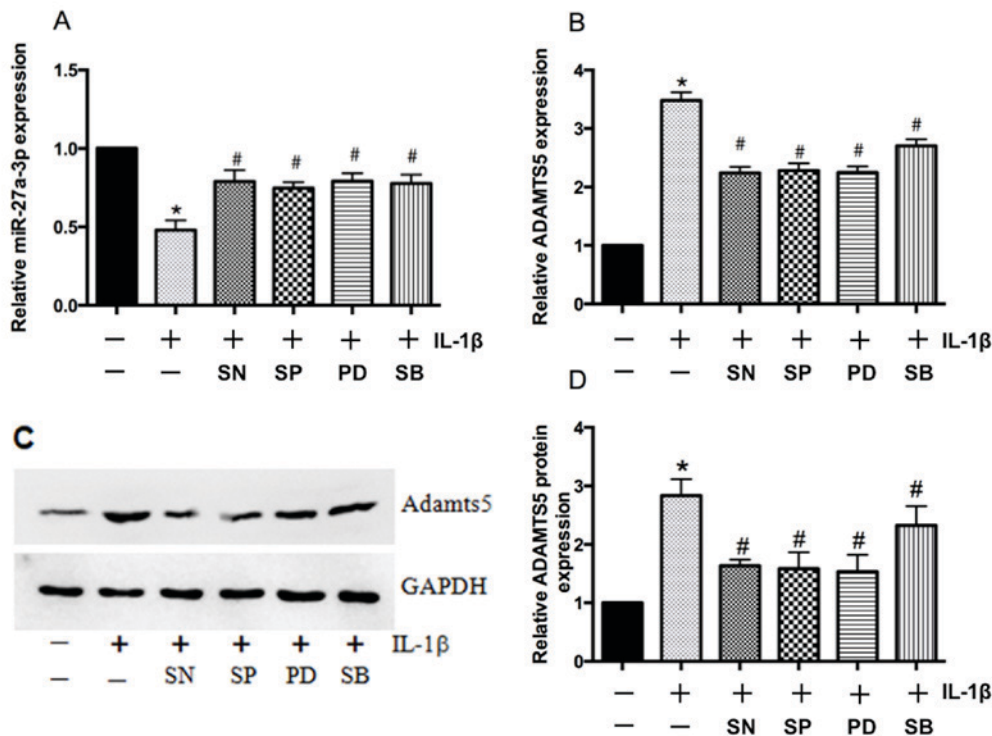 A
Relative miR-27a-3p expression
1.5
1.0
0.5
0.0
*
#
#
#
#
— + + + + + IL-1β
— — SN SP PD SB
B
Relative ADAMTS5 expression
4
3
2
1
0
*
#
#
#
#
— + + + + + IL-1β
— — SN SP PD SB
C
Adamts5
GAPDH
— + + + + + IL-1β
— — SN SP PD SB
D
Relative ADAMTS5 protein
expression
4
3
2
1
0
*
#
#
#
#
— + + + + + IL-1β
— — SN SP PD SB